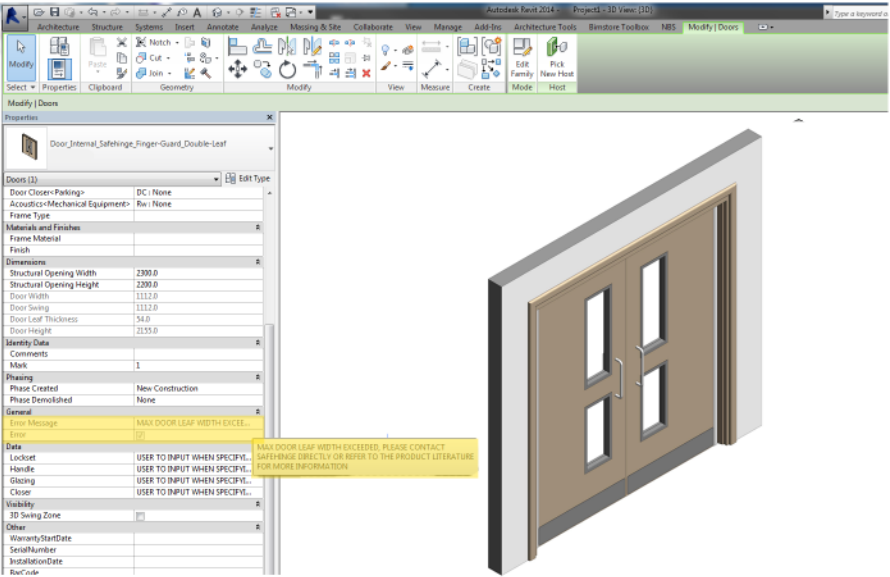 Autodesk Revit 2014 - Project1 - 3D View: {3D}
Type a keyword o
Architecture Structure Systems Insert Annotate Analyze Massing & Site Collaborate View Manage Add-Ins Architecture Tools Bimstore Toolbox NBS Modify | Doors
Modify
Paste
Notch
Cut
Join
Edit Family
Pick New Host
Select Properties Clipboard Geometry Modify View Measure Create Mode Host
Modify | Doors
Properties
Door_Internal_Safehinge_Finger-Guard_Double-Leaf
Doors (1) Edit Type
Door Closer<Parking> DC : None
Acoustics<Mechanical Equipment> Rw : None
Frame Type
Materials and Finishes
Frame Material
Finish
Dimensions
Structural Opening Width 2300.0
Structural Opening Height 2200.0
Door Width 1112.0
Door Swing 1112.0
Door Leaf Thickness 54.0
Door Height 2155.0
Identity Data
Comments
Mark 1
Phasing
Phase Created New Construction
Phase Demolished None
General
Error Message MAX DOOR LEAF WIDTH EXCEE...
Error
MAX DOOR LEAF WIDTH EXCEEDED, PLEASE CONTACT
SAFEHINGE DIRECTLY OR REFER TO THE PRODUCT LITERATURE
FOR MORE INFORMATION
Data
Lockset USER TO INPUT WHEN SPECIFYI...
Handle USER TO INPUT WHEN SPECIFYI...
Glazing USER TO INPUT WHEN SPECIFYI...
Closer USER TO INPUT WHEN SPECIFYI...
Visibility
3D Swing Zone
Other
WarrantyStartDate
SerialNumber
InstallationDate
BarCode